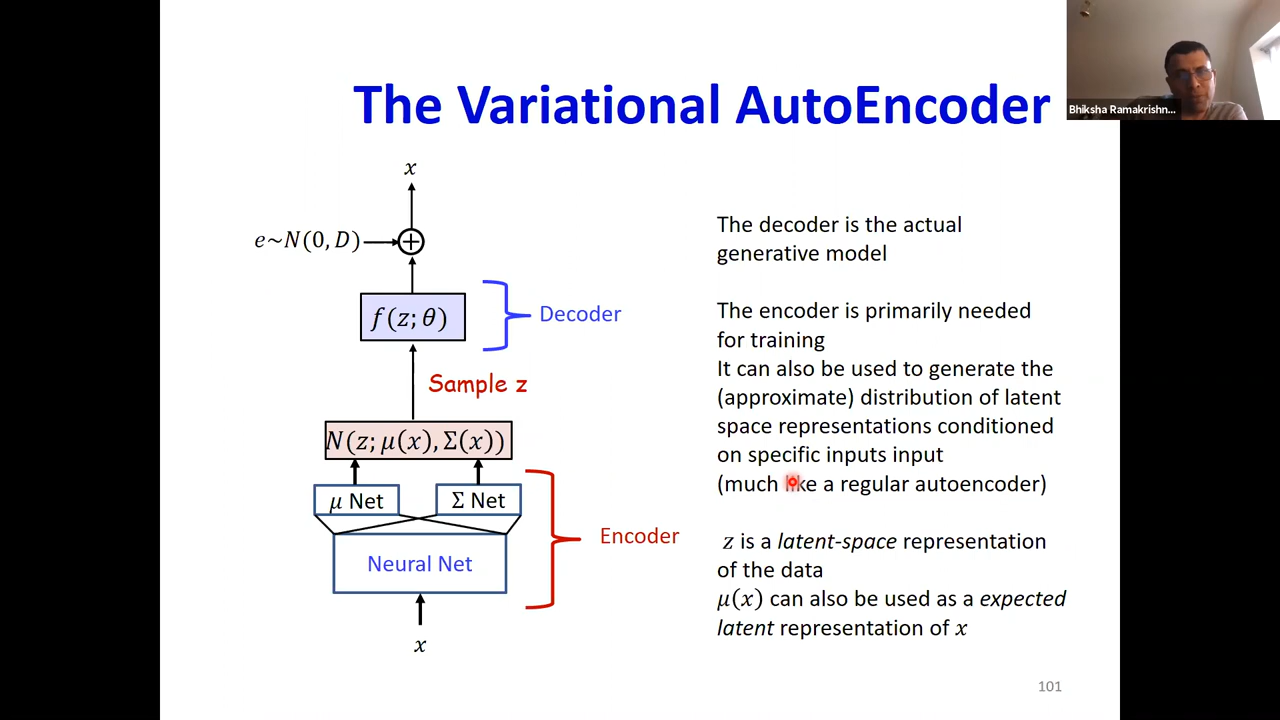 The Variational AutoEncoder
Bhiksha Ramakrishn...
x
e~N(0, D)
+
f(z; θ)
Decoder
Sample z
N(z; μ(x), Σ(x))
μ Net
Σ Net
Encoder
Neural Net
x
The decoder is the actual
generative model
The encoder is primarily needed
for training
It can also be used to generate the
(approximate) distribution of latent
space representations conditioned
on specific inputs input
(much like a regular autoencoder)
z is a latent-space representation
of the data
μ(x) can also be used as a expected
latent representation of x
101